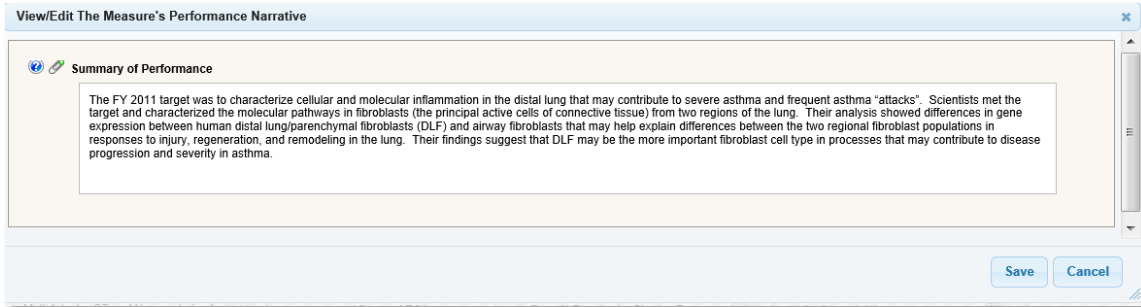 View/Edit The Measure's Performance Narrative
Summary of Performance
The FY 2011 target was to characterize cellular and molecular inflammation in the distal lung that may contribute to severe asthma and frequent asthma “attacks”.  Scientists met the
target and characterized the molecular pathways in fibroblasts (the principal active cells of connective tissue) from two regions of the lung.  Their analysis showed differences in gene
expression between human distal lung/parenchymal fibroblasts (DLF) and airway fibroblasts that may help explain differences between the two regional fibroblast populations in
responses to injury, regeneration, and remodeling in the lung.  Their findings suggest that DLF may be the more important fibroblast cell type in processes that may contribute to disease
progression and severity in asthma.
Save Cancel